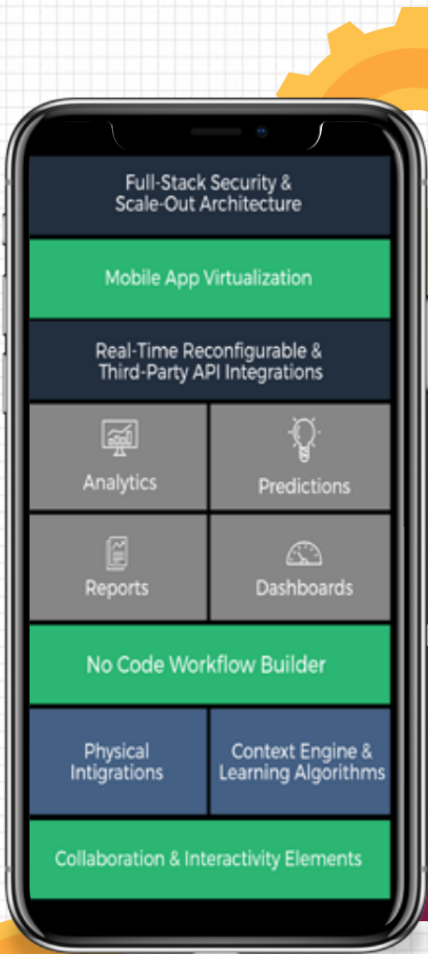 Full-Stack Security &
Scale-Out Architecture
Mobile App Virtualization
Real-Time Reconfigurable &
Third-Party API Integrations
Analytics
Predictions
Reports
Dashboards
No Code Workflow Builder
Physical
Intigrations
Context Engine &
Learning Algorithms
Collaboration & Interactivity Elements